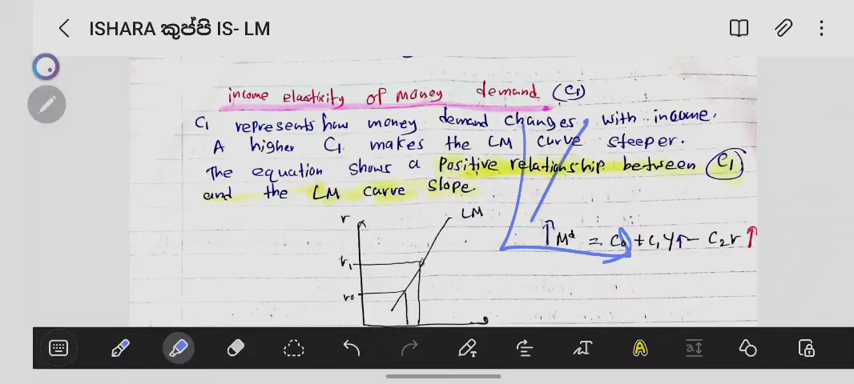 ISHARA කුප්පි IS- LM
income elasticity of money demand (C₁)
C₁ represents how money demand changes with income.
A higher C₁ makes the LM curve steeper.
The equation shows a positive relationship between C₁
and the LM curve slope
r
LM
↑Mᵈ = C₀ + C₁Y↑ - C₂r↑
r₁
r₀